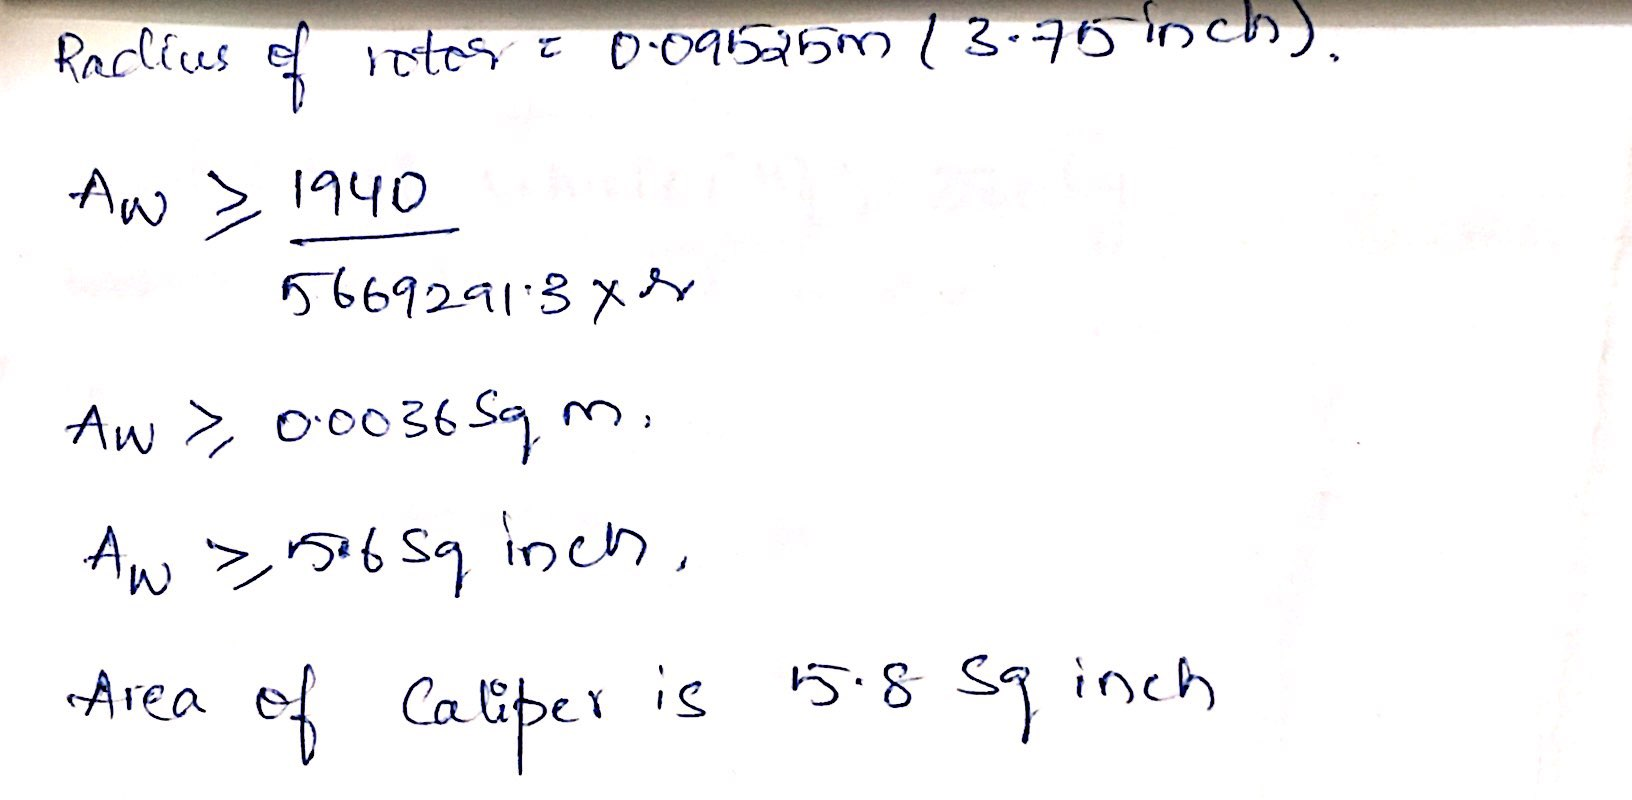 Radius of rotor = 0.09525m (3.75 inch).
Aw ≥ 1940
5669291.3 × r
Aw ≥ 0.0036 Sq m.
Aw ≥ 5.6 Sq inch.
Area of Caliper is 5.8 Sq inch